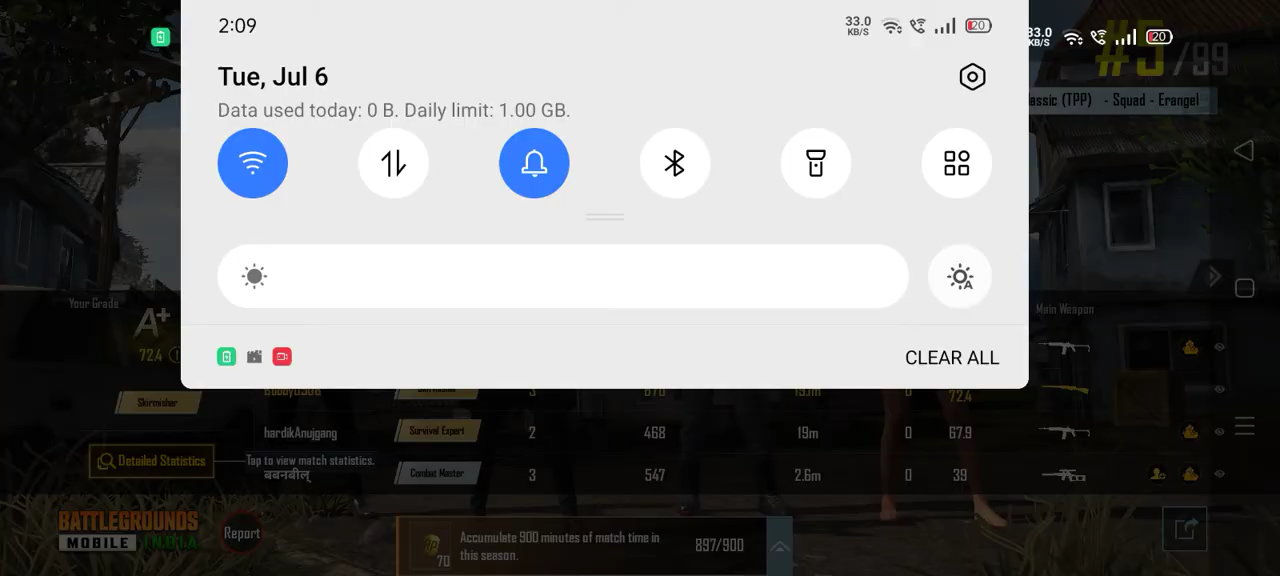 2:09
33.0
KB/S
20
33.0
KB/S
20
#5/99
Tue, Jul 6
Data used today: 0 B. Daily limit: 1.00 GB.
assic (TPP) - Squad - Erangel
A
CLEAR ALL
Your Grade
A+
72.4
Main Weapon
Skirmisher
72.4
hardikAnujgang
Survival Expert
2
468
19m
0
67.9
Detailed Statistics
Tap to view match statistics.
बबनबील्
Combat Master
3
547
2.6m
0
39
BATTLEGROUNDS
MOBILE INDIA
Report
70
Accumulate 900 minutes of match time in
this season.
897/900